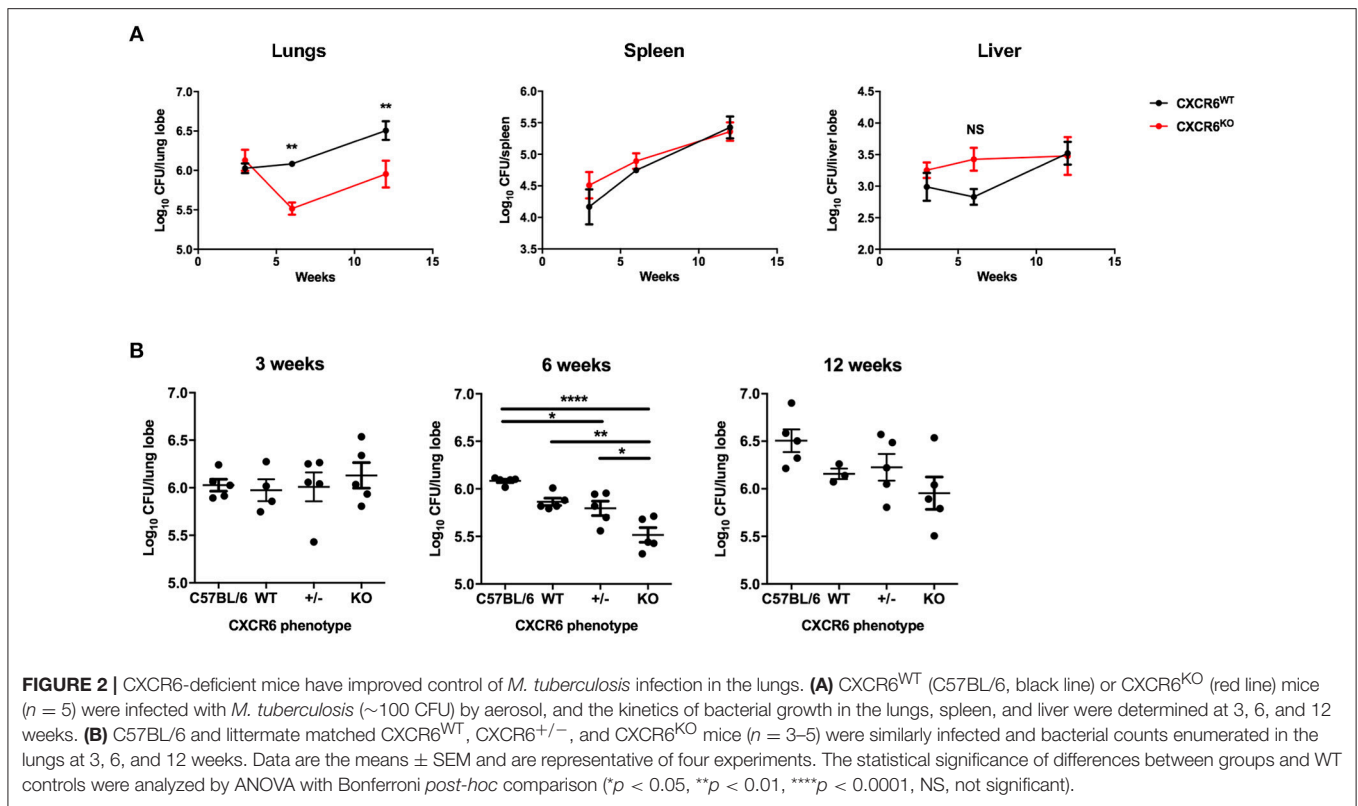 A
Lungs
Log10 CFU/lung lobe
7.0
6.5
6.0
5.5
5.0
**
**
0 5 10 15
Weeks
Spleen
Log10 CFU/spleen
6.0
5.5
5.0
4.5
4.0
3.5
0 5 10 15
Weeks
Liver
Log10 CFU/liver lobe
4.5
4.0
3.5
3.0
2.5
2.0
NS
0 5 10 15
Weeks
CXCR6WT
CXCR6KO
B
3 weeks
Log10 CFU/lung lobe
7.0
6.5
6.0
5.5
5.0
C57BL/6 WT +/- KO
CXCR6 phenotype
6 weeks
Log10 CFU/lung lobe
7.0
6.5
6.0
5.5
5.0
****
*
**
*
C57BL/6 WT +/- KO
CXCR6 phenotype
12 weeks
Log10 CFU/lung lobe
7.0
6.5
6.0
5.5
5.0
C57BL/6 WT +/- KO
CXCR6 phenotype
FIGURE 2 | CXCR6-deficient mice have improved control of M. tuberculosis infection in the lungs. (A) CXCR6WT (C57BL/6, black line) or CXCR6KO (red line) mice
(n = 5) were infected with M. tuberculosis (~100 CFU) by aerosol, and the kinetics of bacterial growth in the lungs, spleen, and liver were determined at 3, 6, and 12
weeks. (B) C57BL/6 and littermate matched CXCR6WT, CXCR6+/−, and CXCR6KO mice (n = 3–5) were similarly infected and bacterial counts enumerated in the
lungs at 3, 6, and 12 weeks. Data are the means ± SEM and are representative of four experiments. The statistical significance of differences between groups and WT
controls were analyzed by ANOVA with Bonferroni post-hoc comparison (*p < 0.05, **p < 0.01, ****p < 0.0001, NS, not significant).